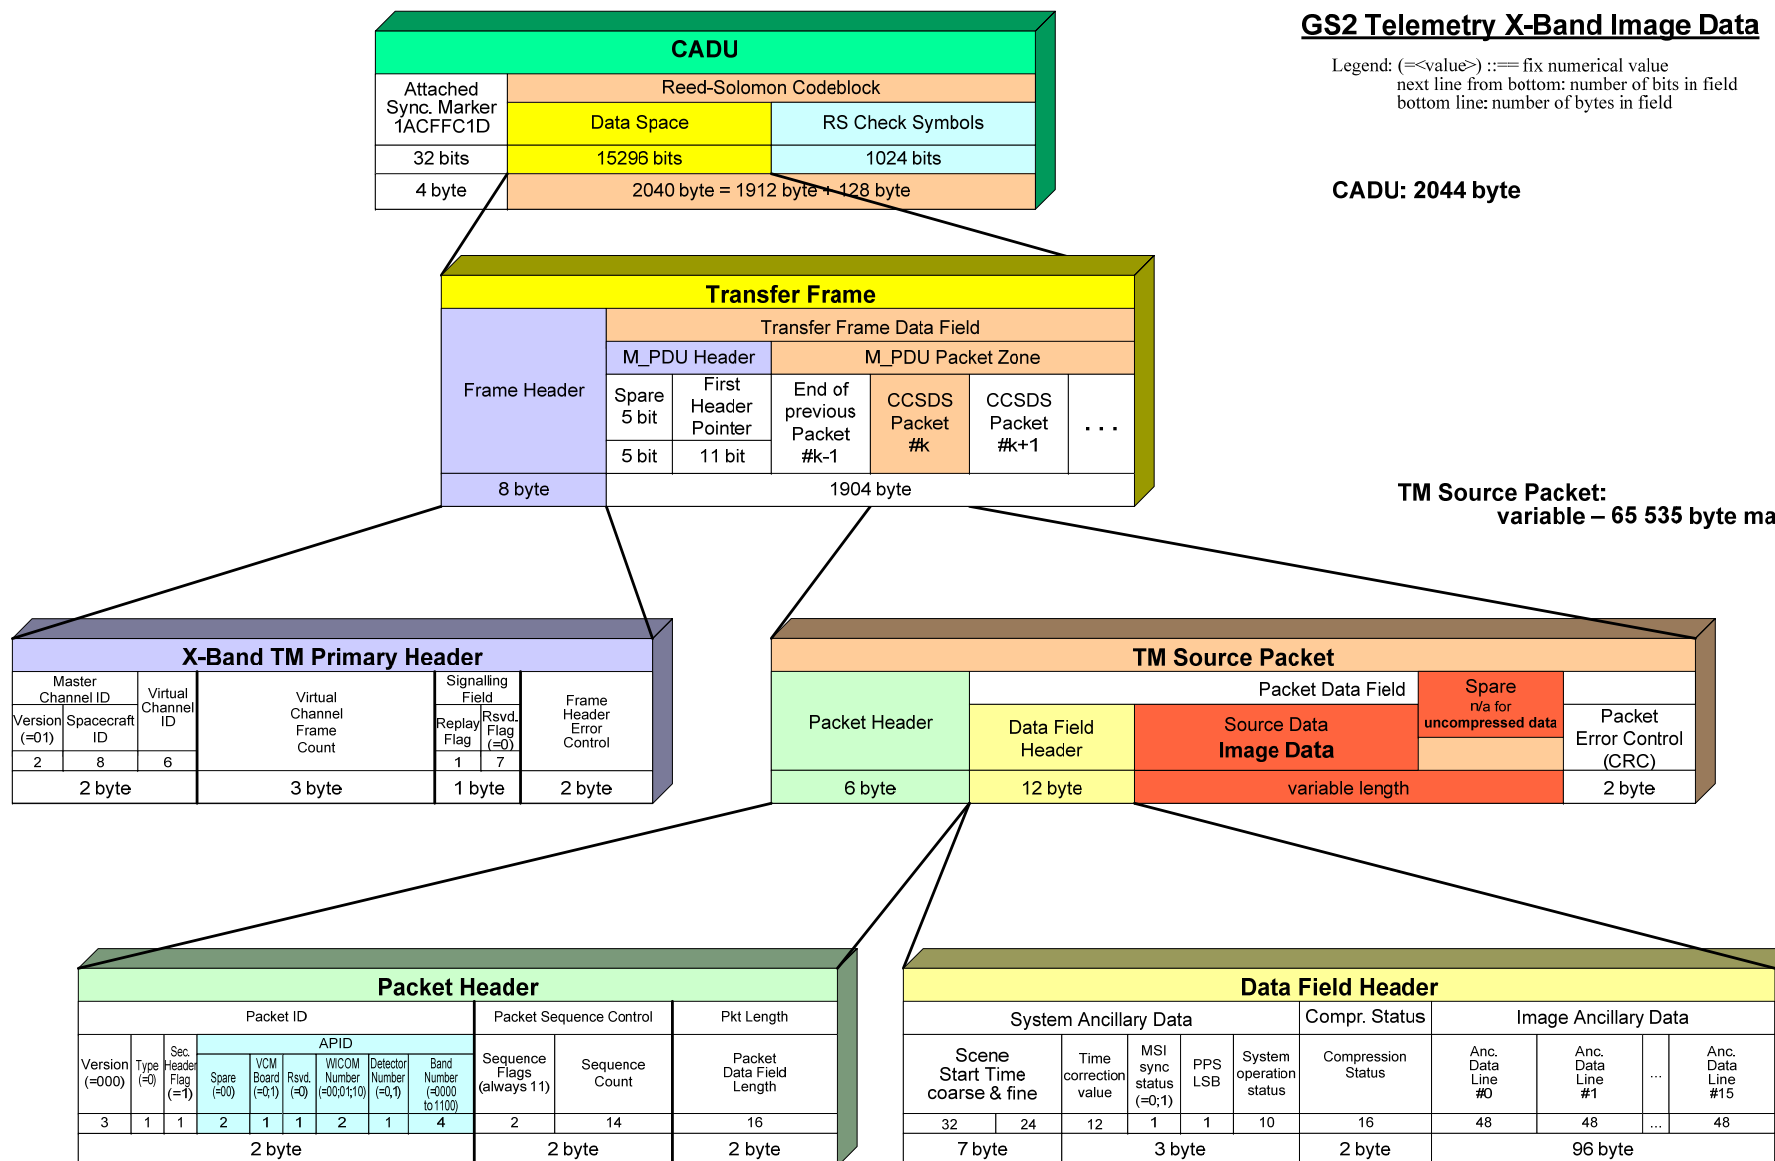 GS2 Telemetry X-Band Image Data
Legend: (=<value>) ::== fix numerical value
next line from bottom: number of bits in field
bottom line: number of bytes in field
CADU
Attached
Sync. Marker
1ACFFC1D
Reed-Solomon Codeblock
Data Space
RS Check Symbols
32 bits
15296 bits
1024 bits
4 byte
2040 byte = 1912 byte + 128 byte
CADU: 2044 byte
Transfer Frame
Frame Header
Transfer Frame Data Field
M_PDU Header
M_PDU Packet Zone
Spare
5 bit
First
Header
Pointer
End of
previous
Packet
#k-1
CCSDS
Packet
#k
CCSDS
Packet
#k+1
. . .
5 bit
11 bit
8 byte
1904 byte
TM Source Packet:
variable – 65 535 byte ma
X-Band TM Primary Header
Master
Channel ID
Virtual
Channel
ID
Virtual
Channel
Frame
Count
Signalling
Field
Frame
Header
Error
Control
Version
(=01)
Spacecraft
ID
Replay
Flag
Rsvd.
Flag
(=0)
2
8
6
1
7
2 byte
3 byte
1 byte
2 byte
TM Source Packet
Packet Header
Packet Data Field
Data Field
Header
Source Data
Image Data
Spare
n/a for
uncompressed data
Packet
Error Control
(CRC)
6 byte
12 byte
variable length
2 byte
Packet Header
Packet ID
Packet Sequence Control
Pkt Length
Version
(=000)
Type
(=0)
Sec.
Header
Flag
(=1)
APID
Spare
(=00)
VCM
Board
(=0;1)
Rsvd.
(=0)
WICOM
Number
(=00;01;10)
Detector
Number
(=0,1)
Band
Number
(=0000
to 1100)
Sequence
Flags
(always 11)
Sequence
Count
Packet
Data Field
Length
3
1
1
2
1
1
2
1
4
2
14
16
2 byte
2 byte
2 byte
Data Field Header
System Ancillary Data
Compr. Status
Image Ancillary Data
Scene
Start Time
coarse & fine
Time
correction
value
MSI
sync
status
(=0;1)
PPS
LSB
System
operation
status
Compression
Status
Anc.
Data
Line
#0
Anc.
Data
Line
#1
...
Anc.
Data
Line
#15
32
24
12
1
1
10
16
48
48
...
48
7 byte
3 byte
2 byte
96 byte